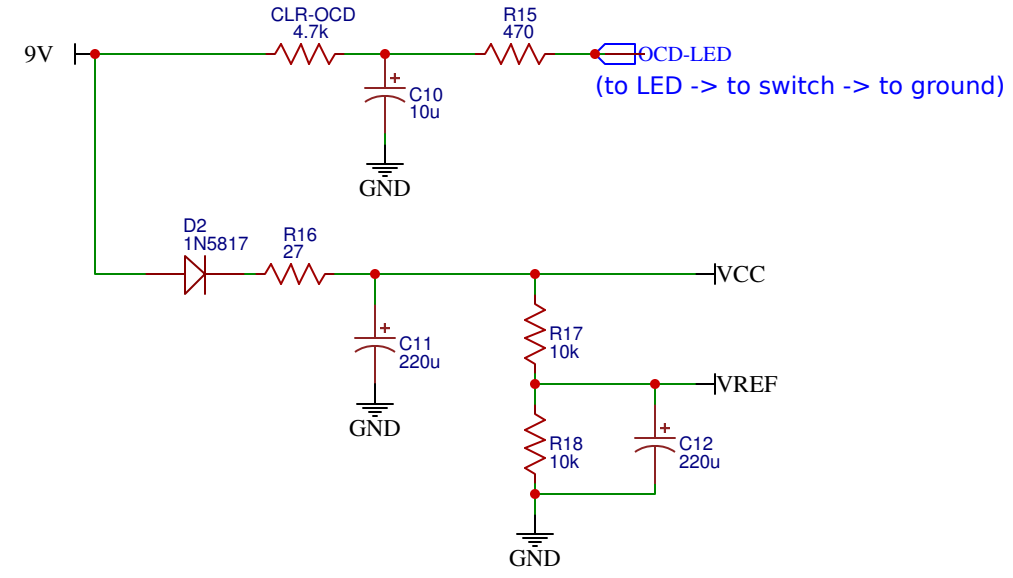 CLR-OCD
4.7k
R15
470
9V
OCD-LED
(to LED -> to switch -> to ground)
C10
10u
GND
D2
1N5817
R16
27
VCC
C11
220u
R17
10k
VREF
GND
R18
10k
C12
220u
GND